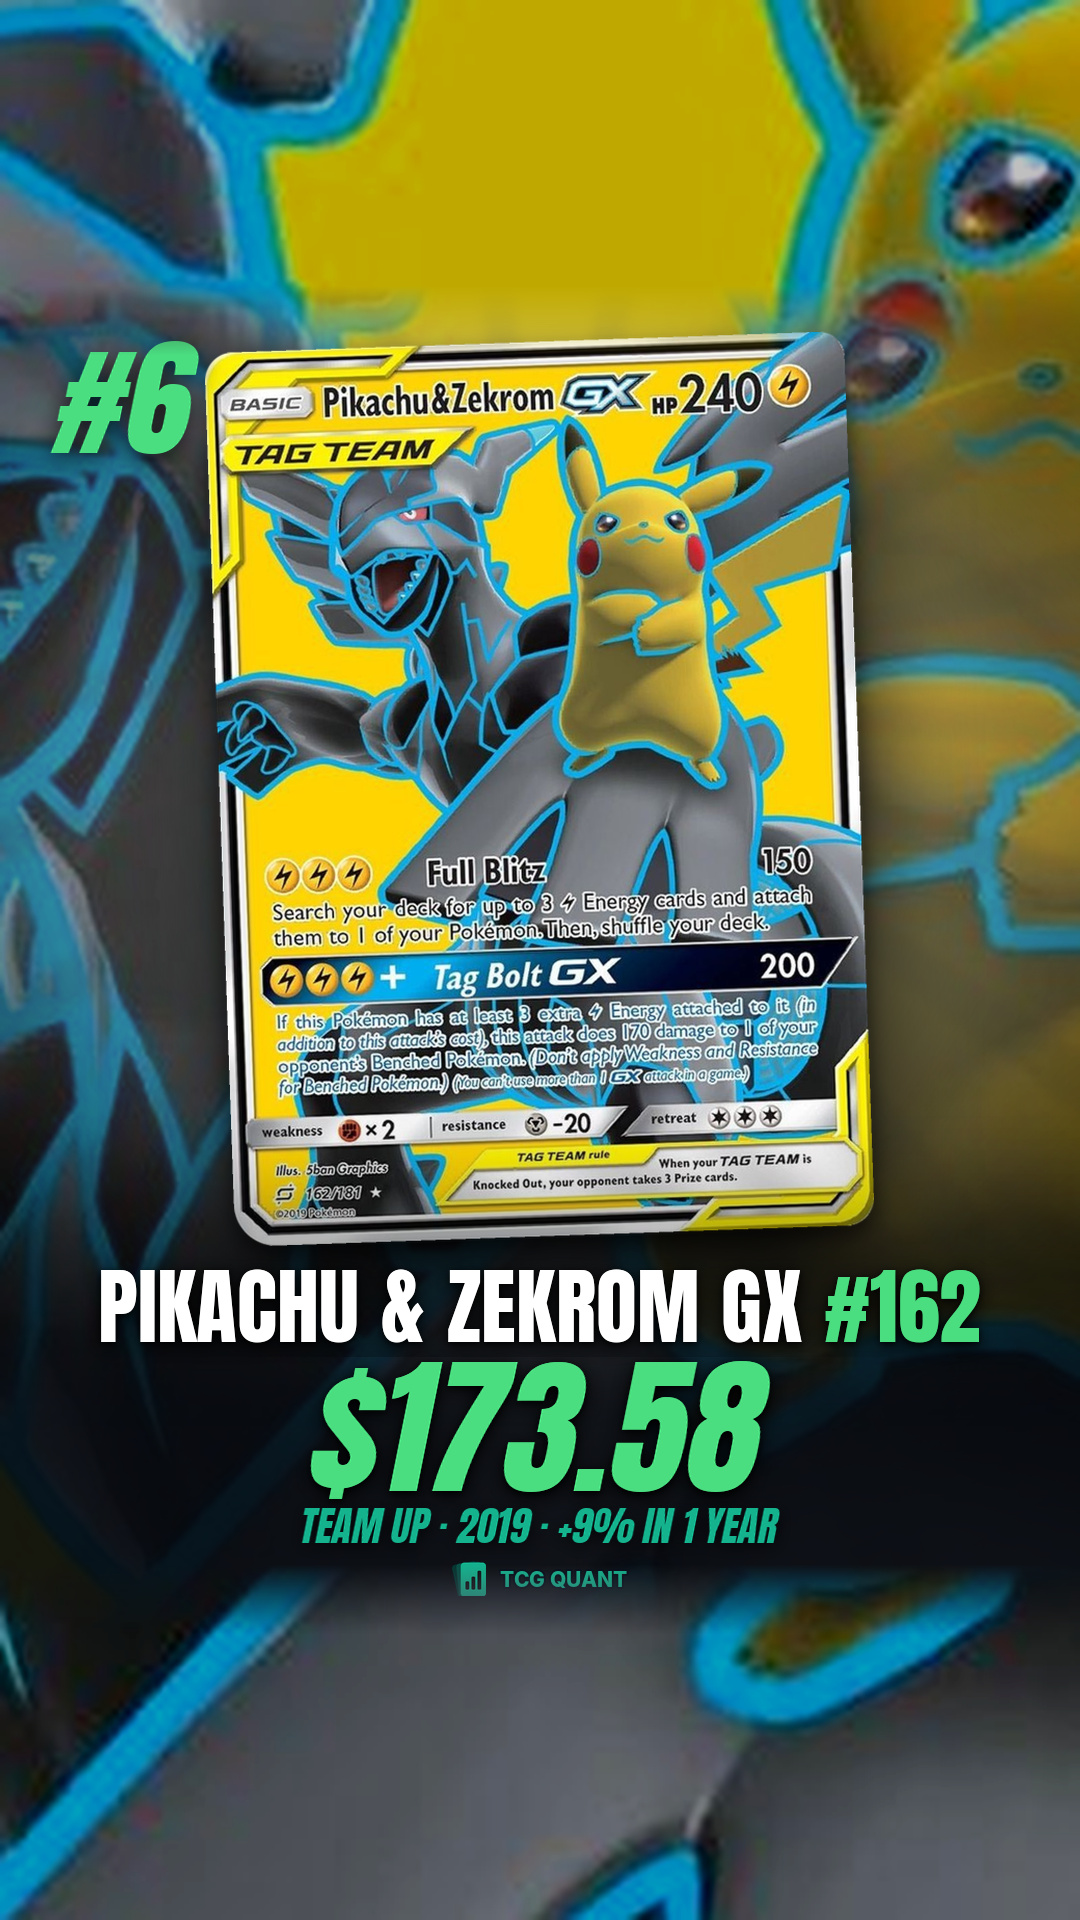 #6
BASIC Pikachu&Zekrom GX HP 240
TAG TEAM
Full Blitz 150
Search your deck for up to 3 Energy cards and attach
them to 1 of your Pokémon. Then, shuffle your deck.
+ Tag Bolt GX 200
If this Pokémon has at least 3 extra Energy attached to it (in
addition to this attack's cost), this attack does 170 damage to 1 of your
opponent's Benched Pokémon. (Don't apply Weakness and Resistance
for Benched Pokémon.) (You can't use more than 1 GX attack in a game.)
weakness ×2 resistance -20 retreat
TAG TEAM rule When your TAG TEAM is
Knocked Out, your opponent takes 3 Prize cards.
Illus. 5ban Graphics
162/181 ★
©2019 Pokémon
PIKACHU & ZEKROM GX #162
$173.58
TEAM UP · 2019 · +9% IN 1 YEAR
TCG QUANT